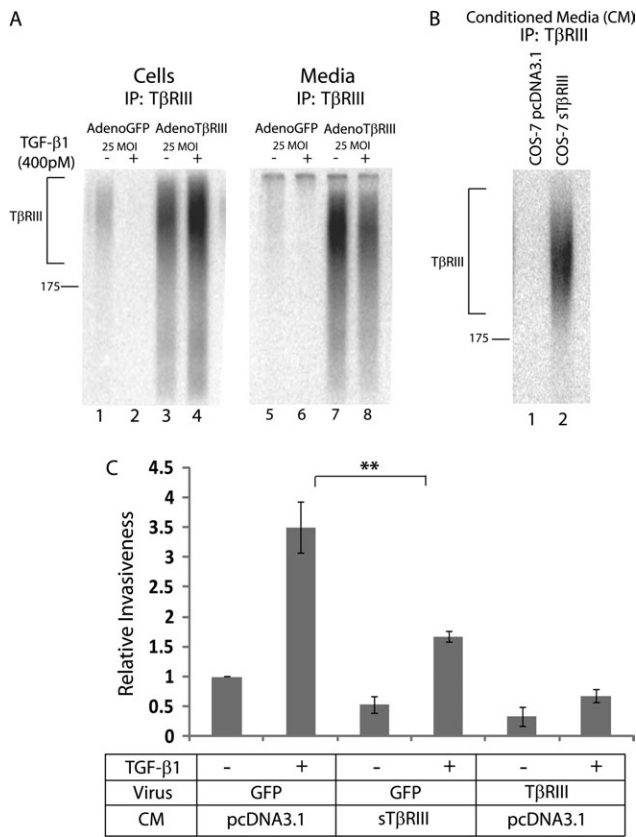 A
Cells
IP: TβRIII
Media
IP: TβRIII
TGF-β1
(400pM)
AdenoGFP
25 MOI
AdenoTβRIII
25 MOI
AdenoGFP
25 MOI
AdenoTβRIII
25 MOI
- + - + - + - +
TβRIII
175
1 2 3 4 5 6 7 8
B
Conditioned Media (CM)
IP: TβRIII
COS-7 pcDNA3.1
COS-7 sTβRIII
TβRIII
175
1 2
C
Relative Invasiveness
4.5
4
3.5
3
2.5
2
1.5
1
0.5
0
**
TGF-β1 - + - + - +
Virus GFP GFP TβRIII
CM pcDNA3.1 sTβRIII pcDNA3.1